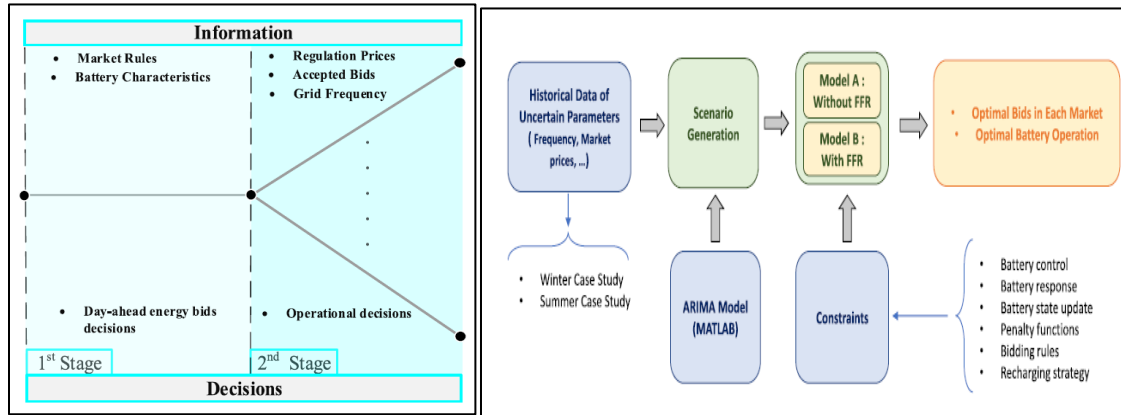 Information
• Market Rules
• Battery Characteristics
• Regulation Prices
• Accepted Bids
• Grid Frequency
• Day-ahead energy bids
decisions
• Operational decisions
1st Stage
2nd Stage
Decisions
Historical Data of
Uncertain Parameters
( Frequency, Market
prices, ...)
Scenario
Generation
Model A :
Without FFR
Model B :
With FFR
• Optimal Bids in Each Market
• Optimal Battery Operation
• Winter Case Study
• Summer Case Study
ARIMA Model
(MATLAB)
Constraints
• Battery control
• Battery response
• Battery state update
• Penalty functions
• Bidding rules
• Recharging strategy